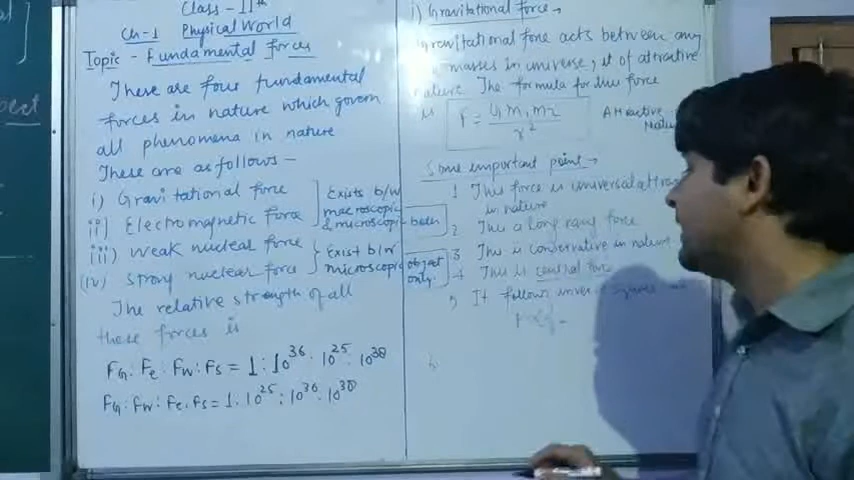 ect
Class - 11th
Ch-1 Physical World
Topic - Fundamental forces
There are four fundamental
forces in nature which govern
all phenomena in nature
These are as follows -
i) Gravitational force
ii) Electromagnetic force
Exists b/w
macroscopic
& microscopic both
iii) Weak nuclear force
(iv) Strong nuclear force
Exist b/w
microscopic object
only.
The relative strength of all
these forces is
FG : Fe : Fw : Fs = 1 : 10^36 : 10^25 : 10^38
FG : Fw : Fe : Fs = 1 : 10^25 : 10^36 : 10^38
i) Gravitational force →
Gravitational force acts between any
masses in universe, it of attractive
nature The formula for this force
is F = G m1 m2 / r^2
Attractive
Nature
Some important point →
1 This force is universal
in nature
2 long range force
3 This is conservative in nature
4 This is central force
5 It follows